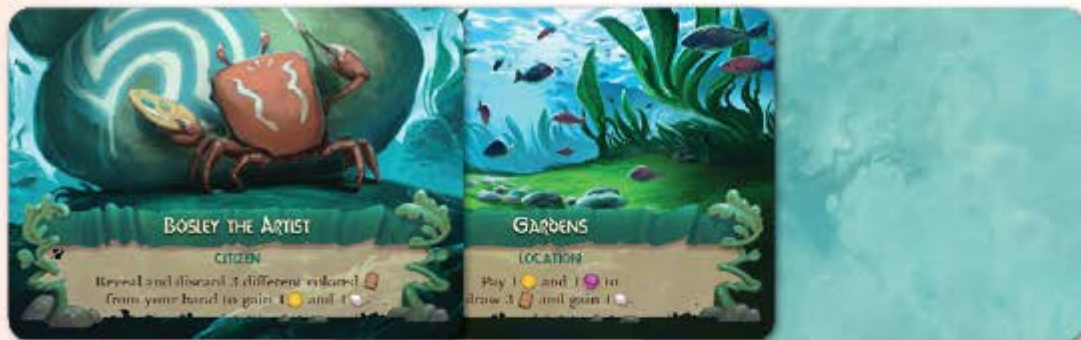 BOSLEY THE ARTIST
CITIZEN
Reveal and discard 3 different colored
from your hand to gain 1 and 1
GARDENS
LOCATION
Pay 1 and 1 to
draw 3 and gain 1